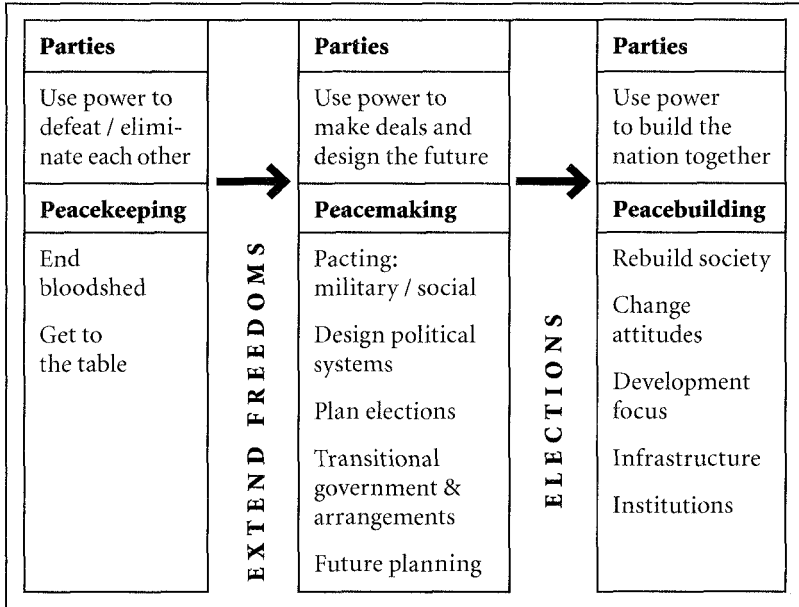 Parties
Use power to
defeat / elimi-
nate each other
Peacekeeping
End
bloodshed
Get to
the table
EXTEND FREEDOMS
Parties
Use power to
make deals and
design the future
Peacemaking
Pacting:
military / social
Design political
systems
Plan elections
Transitional
government &
arrangements
Future planning
ELECTIONS
Parties
Use power
to build the
nation together
Peacebuilding
Rebuild society
Change
attitudes
Development
focus
Infrastructure
Institutions